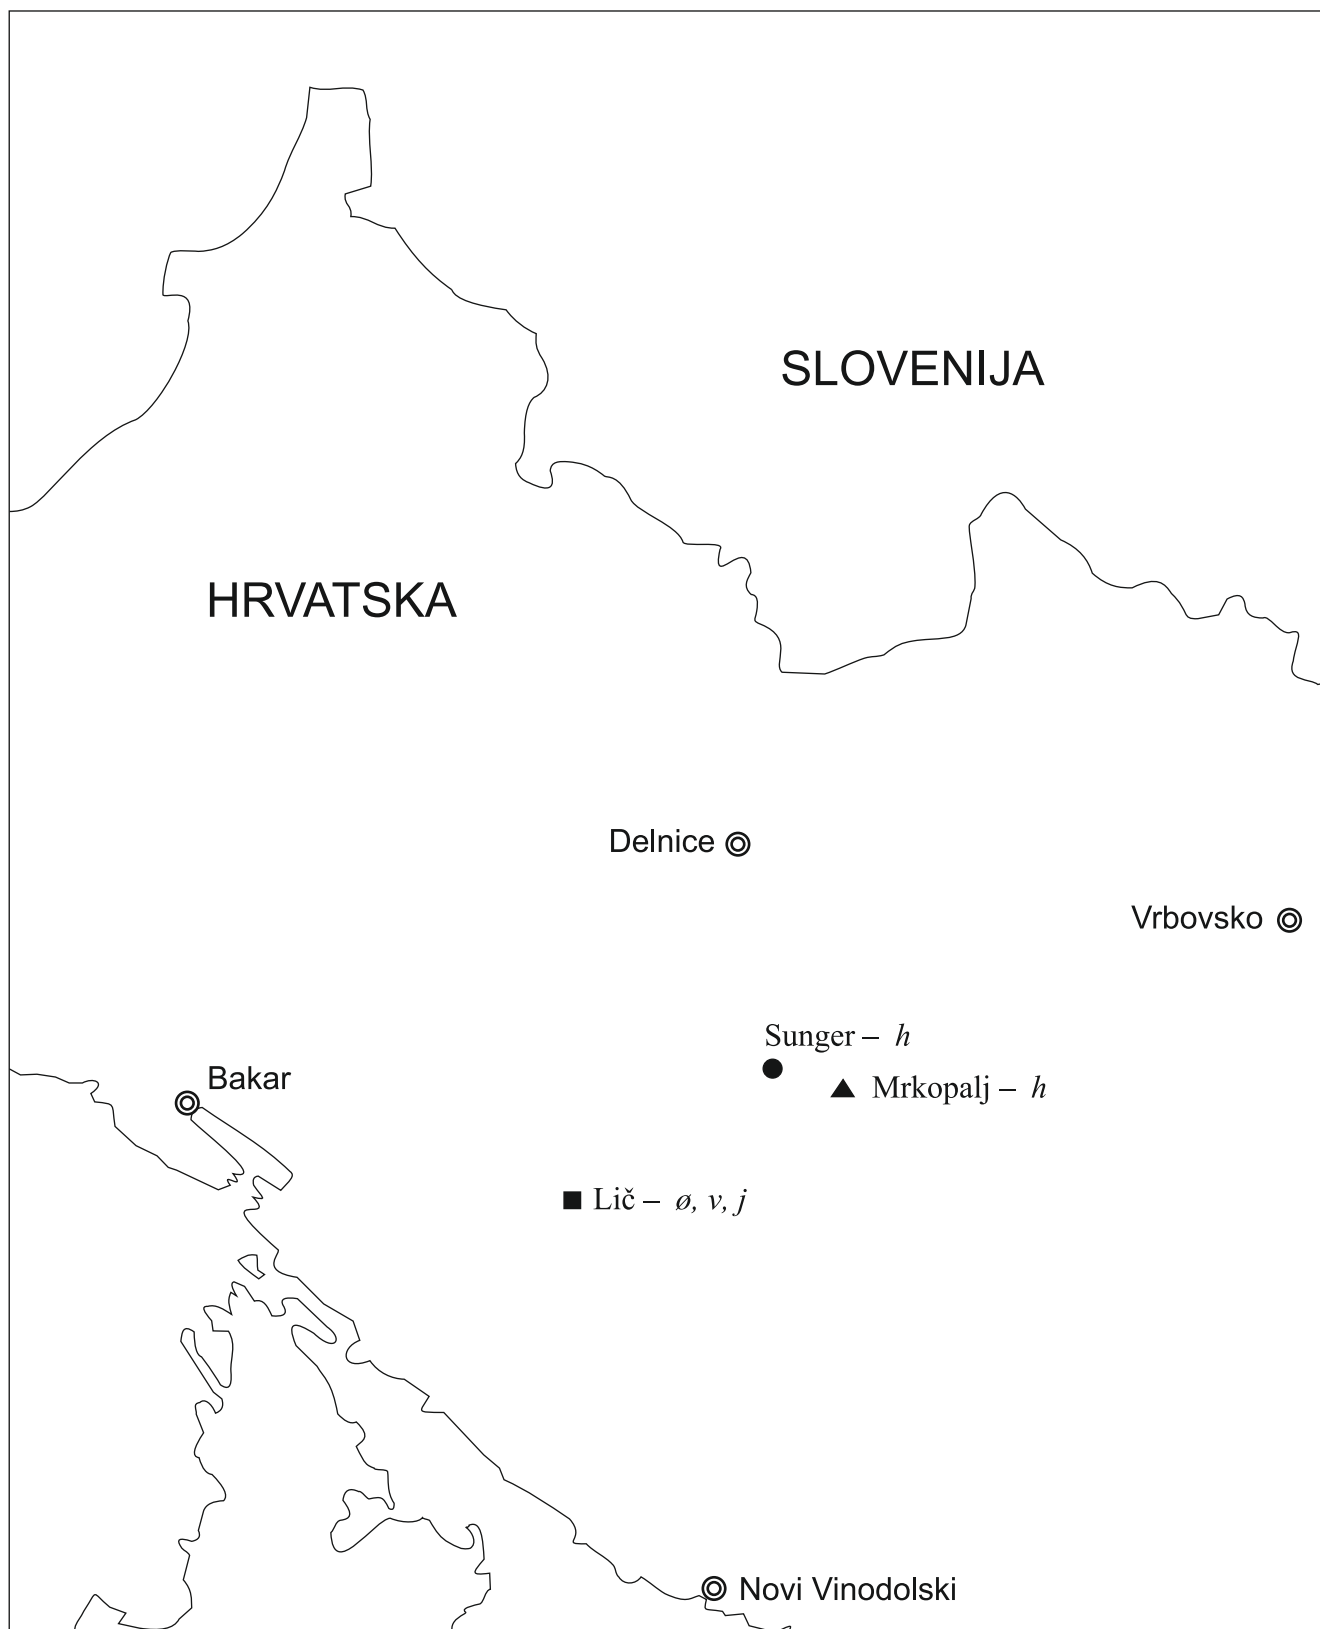 SLOVENIJA
HRVATSKA
Delnice
Vrbovsko
Sunger – h
Bakar
Mrkopalj – h
Lič – ø, v, j
Novi Vinodolski